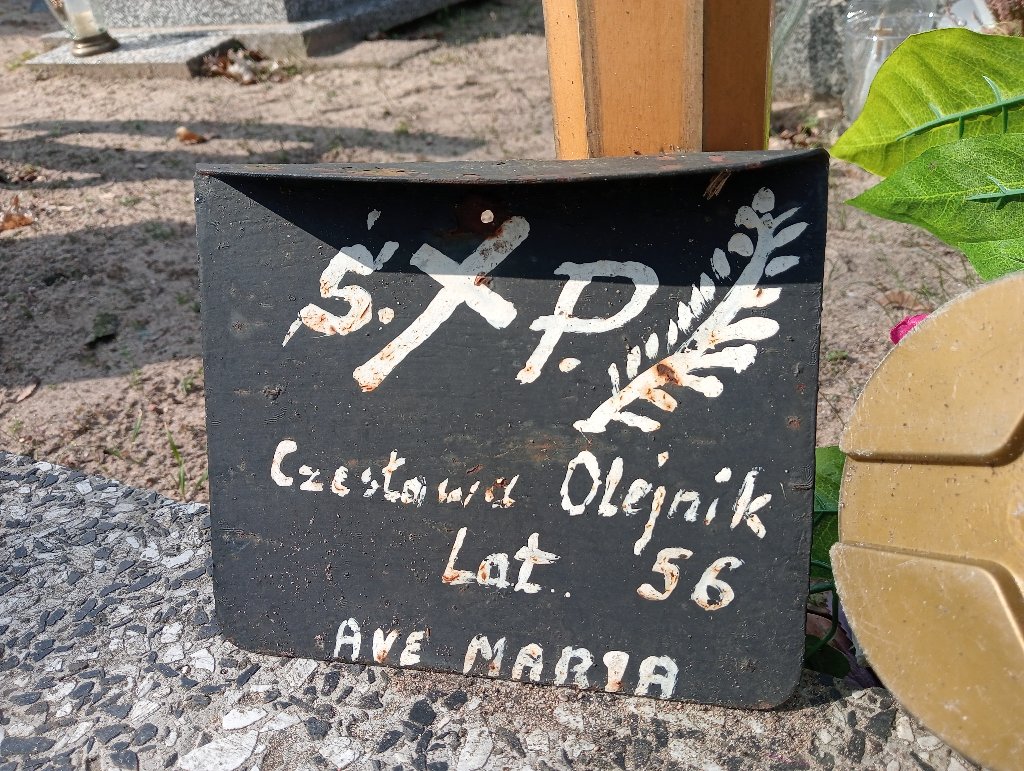 Ś. P.
Czesława Olejnik
Lat.. 56
AVE MARIA